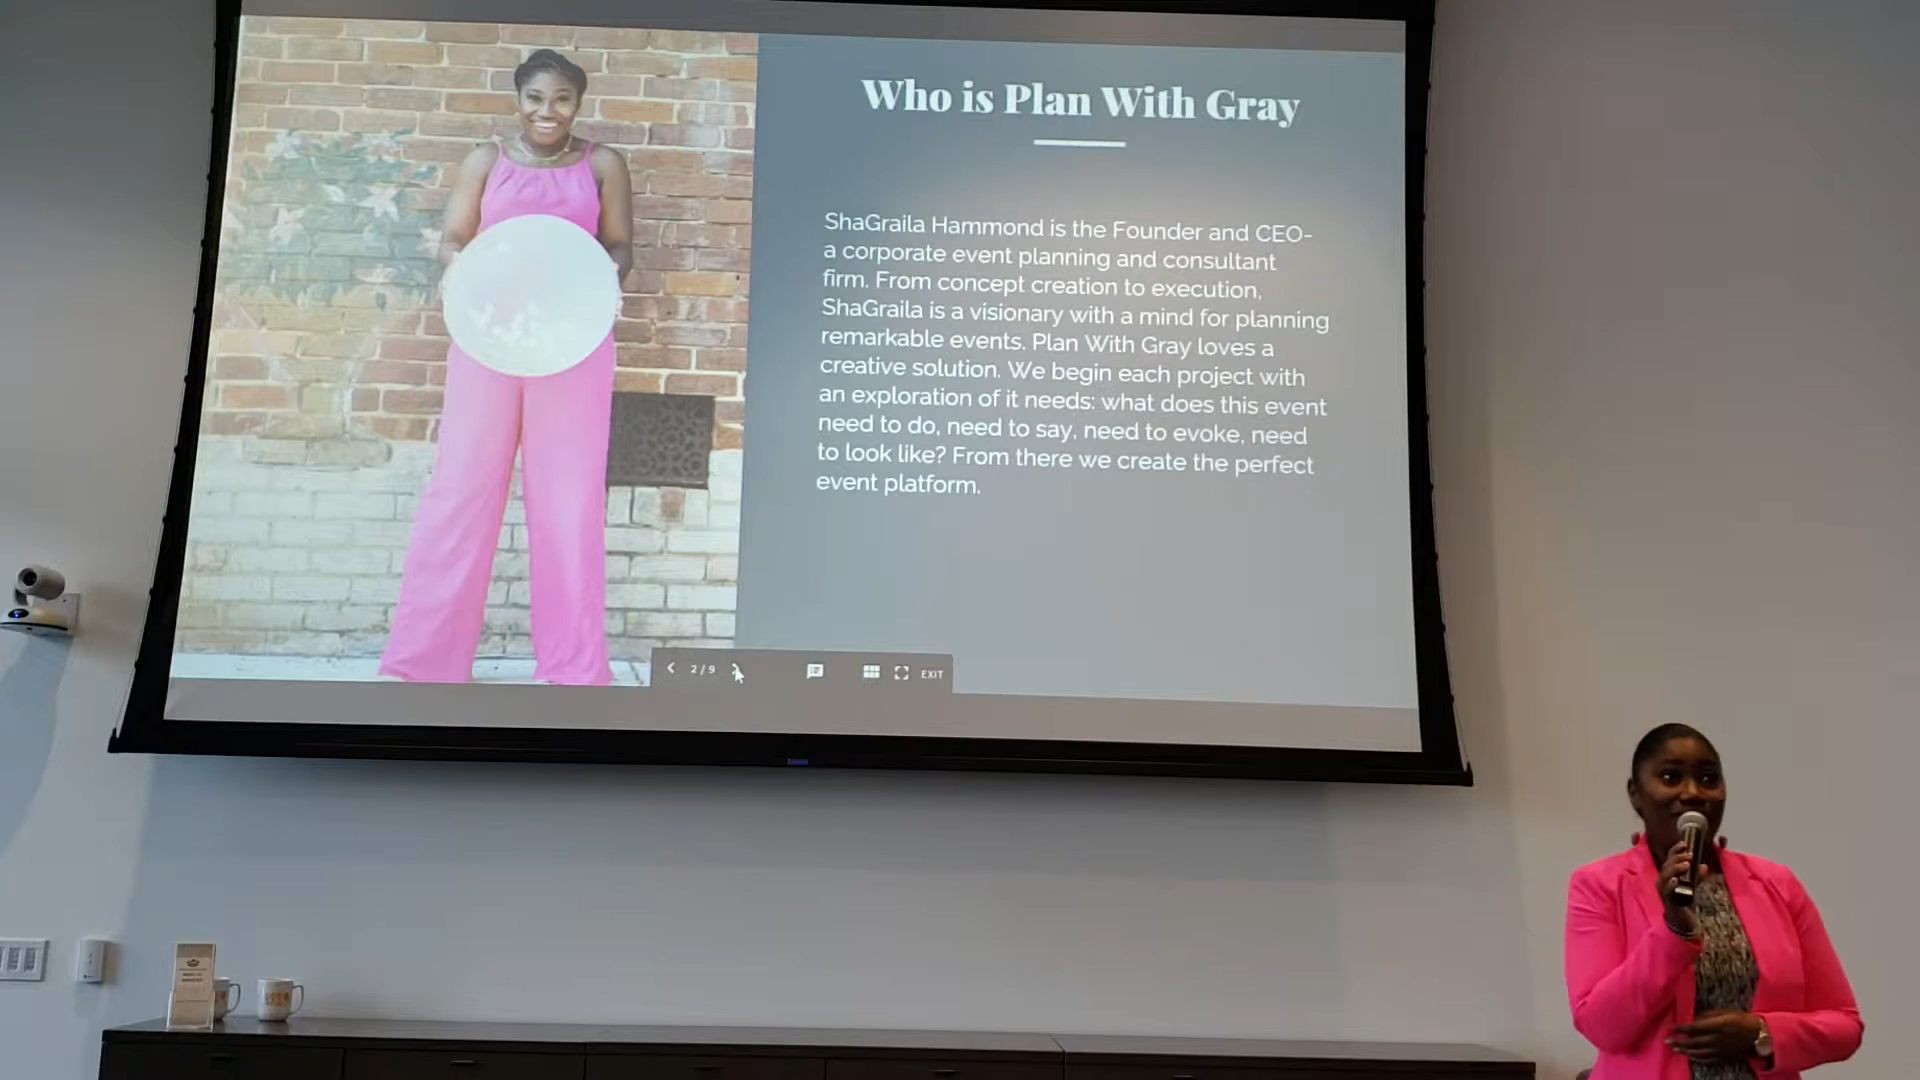 Who is Plan With Gray
ShaGraila Hammond is the Founder and CEO-
a corporate event planning and consultant
firm. From concept creation to execution,
ShaGraila is a visionary with a mind for planning
remarkable events. Plan With Gray loves a
creative solution. We begin each project with
an exploration of it needs: what does this event
need to do, need to say, need to evoke, need
to look like? From there we create the perfect
event platform.
2 / 9
EXIT